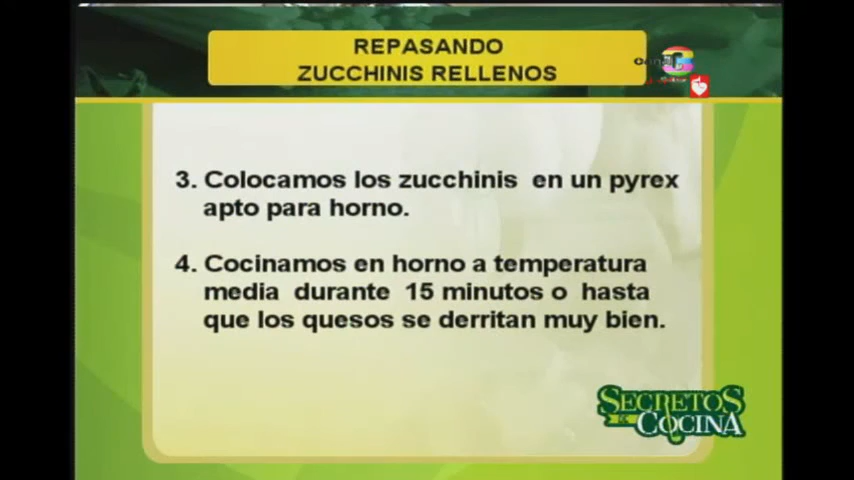 REPASANDO
ZUCCHINIS RELLENOS
3. Colocamos los zucchinis en un pyrex
apto para horno.
4. Cocinamos en horno a temperatura
media durante 15 minutos o hasta
que los quesos se derritan muy bien.
SECRETOS
DE COCINA